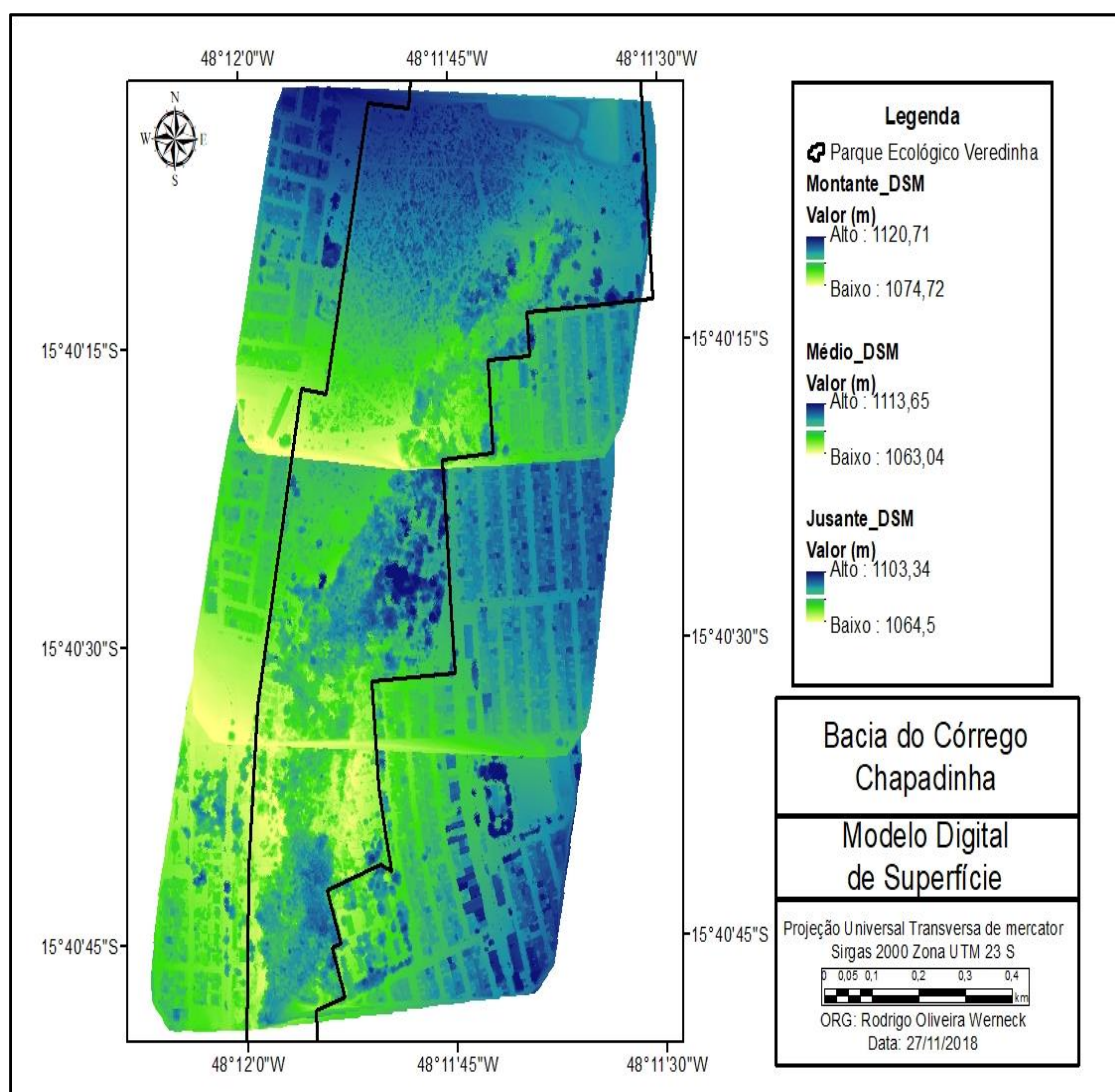 48°12'0"W
48°11'45"W
48°11'30"W
N
W
E
S
15°40'15"S
15°40'15"S
15°40'30"S
15°40'30"S
15°40'45"S
15°40'45"S
48°12'0"W
48°11'45"W
48°11'30"W
Legenda
Parque Ecológico Veredinha
Montante_DSM
Valor (m)
Alto : 1120,71
Baixo : 1074,72
Médio_DSM
Valor (m)
Alto : 1113,65
Baixo : 1063,04
Jusante_DSM
Valor (m)
Alto : 1103,34
Baixo : 1064,5
Bacia do Córrego
Chapadinha
Modelo Digital
de Superfície
Projeção Universal Transversa de mercator
Sirgas 2000 Zona UTM 23 S
0 0,05 0,1 0,2 0,3 0,4
km
ORG: Rodrigo Oliveira Werneck
Data: 27/11/2018